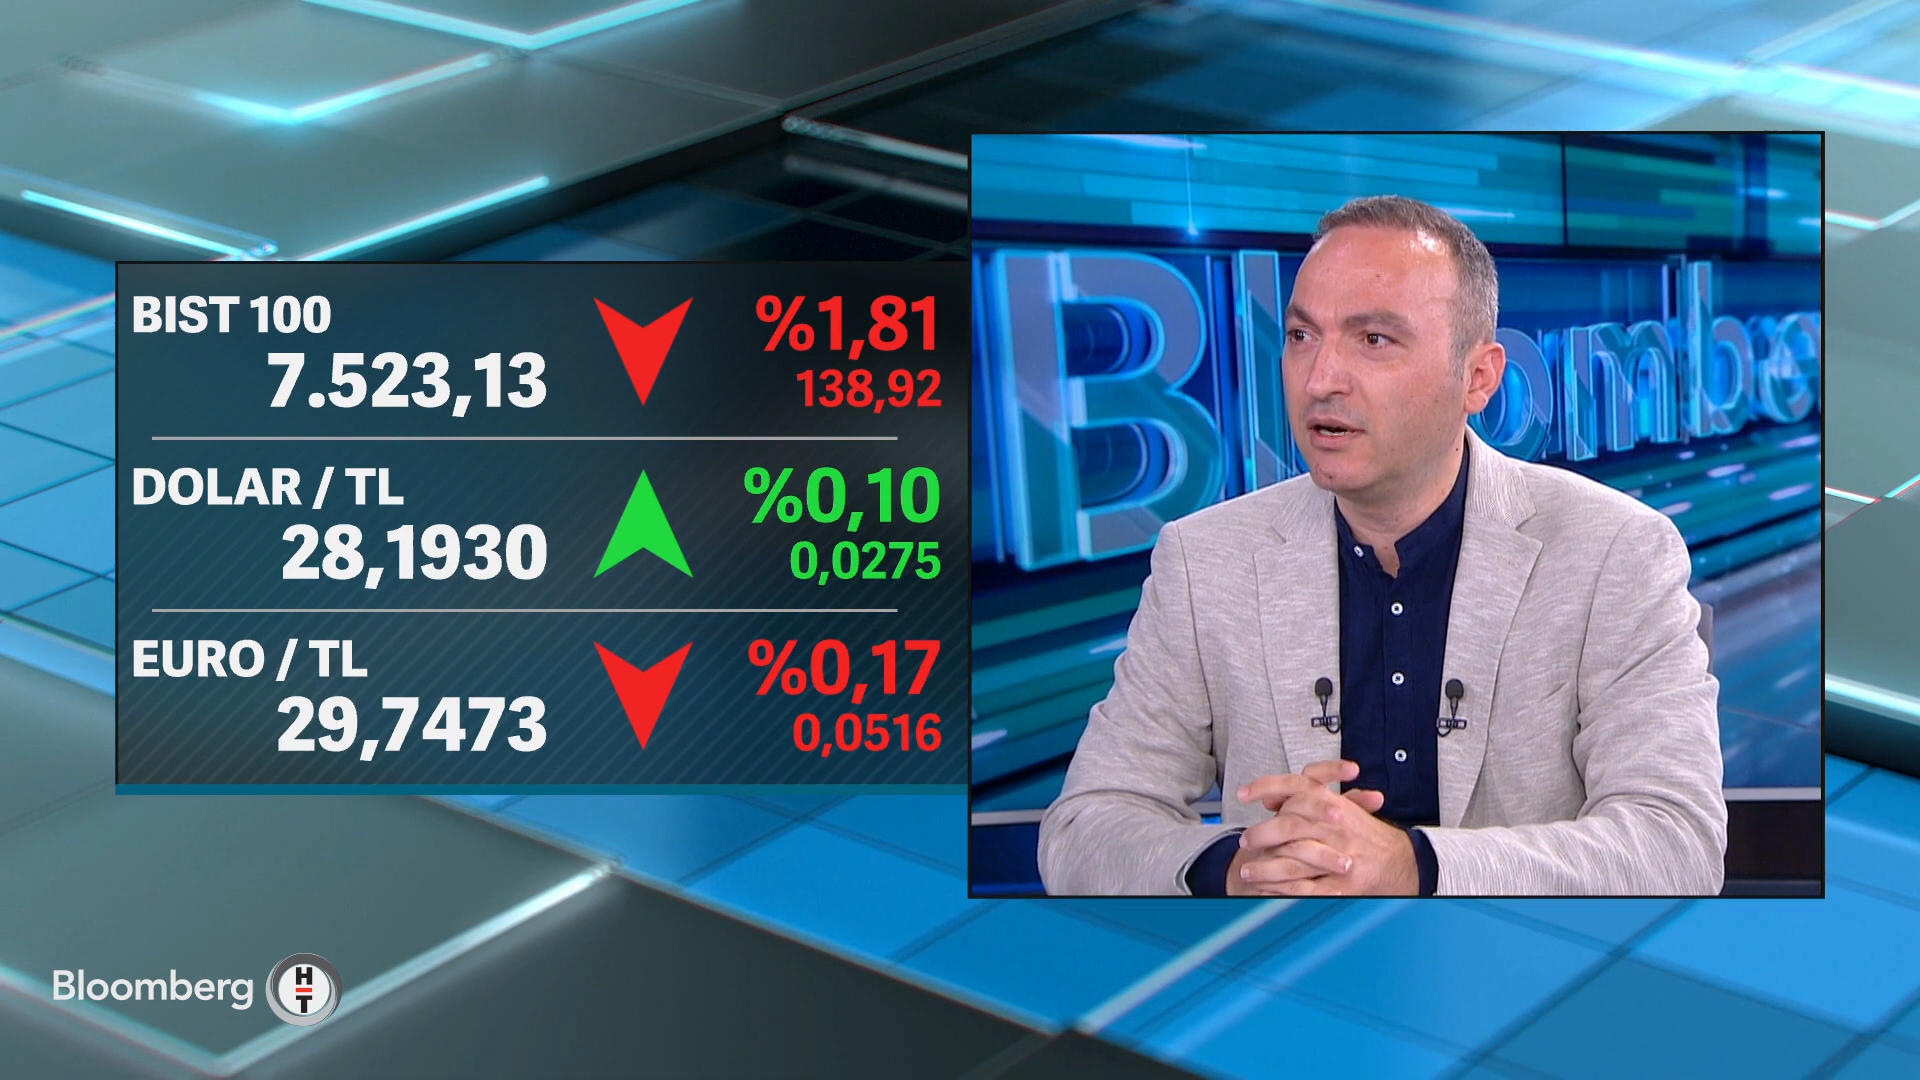 BIST 100
7.523,13
%1,81
138,92
DOLAR / TL
28,1930
%0,10
0,0275
EURO / TL
29,7473
%0,17
0,0516
Bloombe
Bloomberg HT